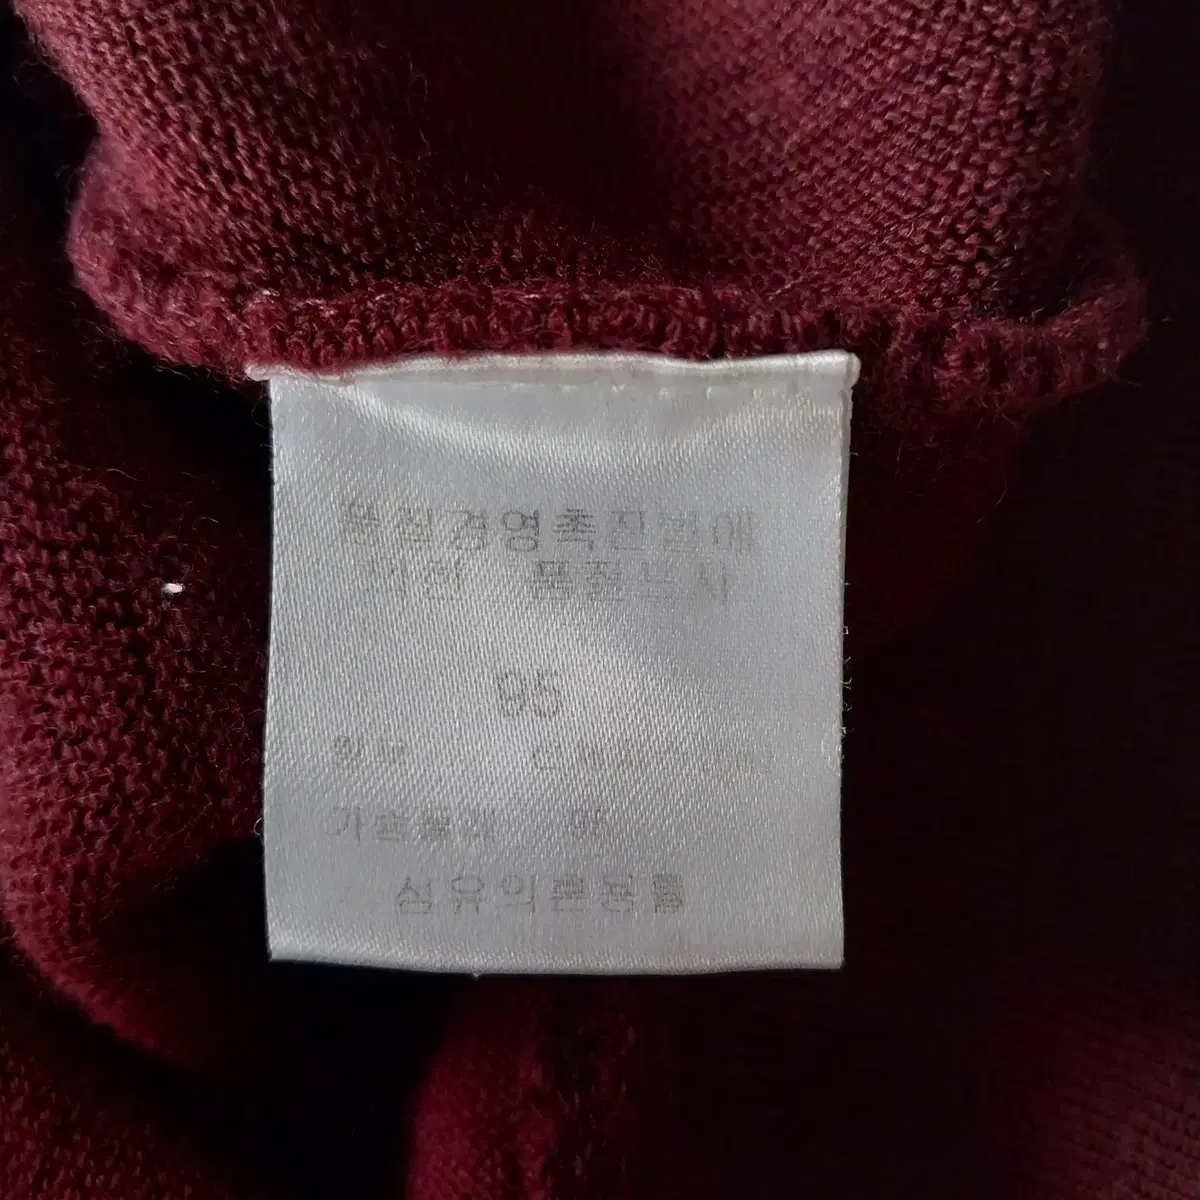 품질경영촉진법에
의한 품질표시
95
가슴둘레 95
섬유의혼용률